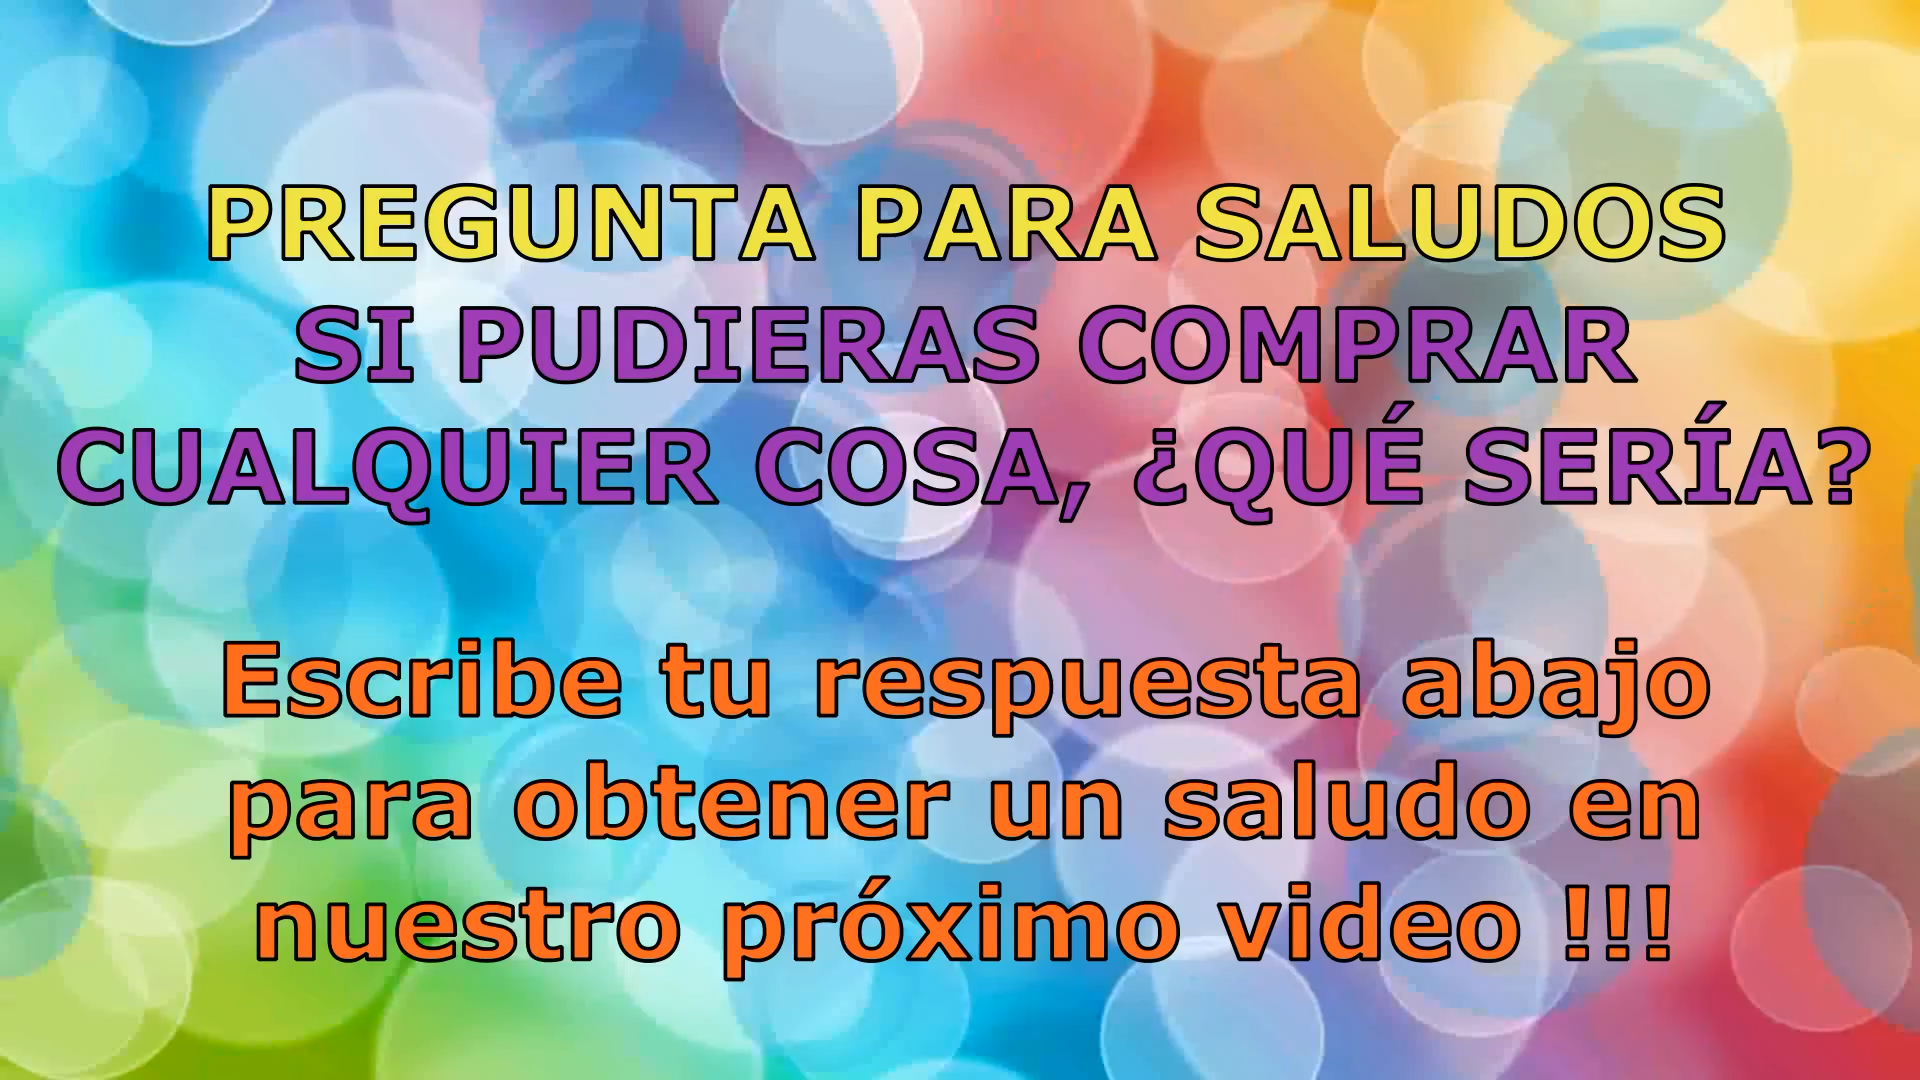 PREGUNTA PARA SALUDOS
SI PUDIERAS COMPRAR
CUALQUIER COSA, ¿QUÉ SERÍA?
Escribe tu respuesta abajo
para obtener un saludo en
nuestro próximo video !!!